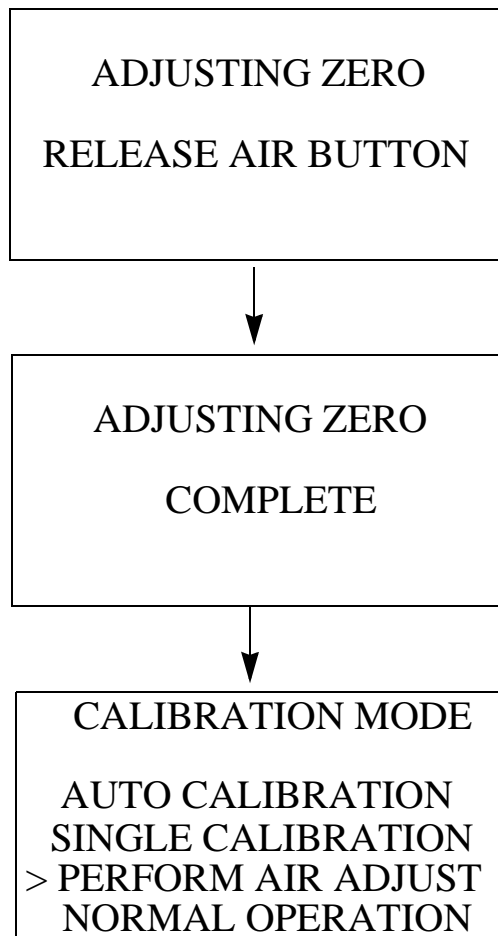 ADJUSTING ZERO
RELEASE AIR BUTTON
ADJUSTING ZERO
COMPLETE
CALIBRATION MODE
AUTO CALIBRATION
SINGLE CALIBRATION
> PERFORM AIR ADJUST
NORMAL OPERATION